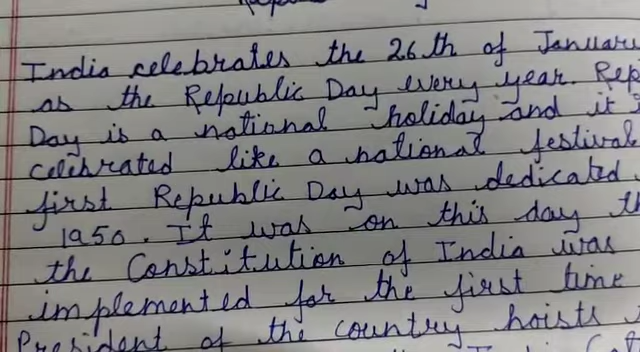 India celebrates the 26th of January
as the Republic Day every year. Rep
Day is a national holiday and it
celebrated like a national festival
first Republic Day was dedicated
1950. It was on this day th
the Constitution of India was
implemented for the first time
President of the country hoists